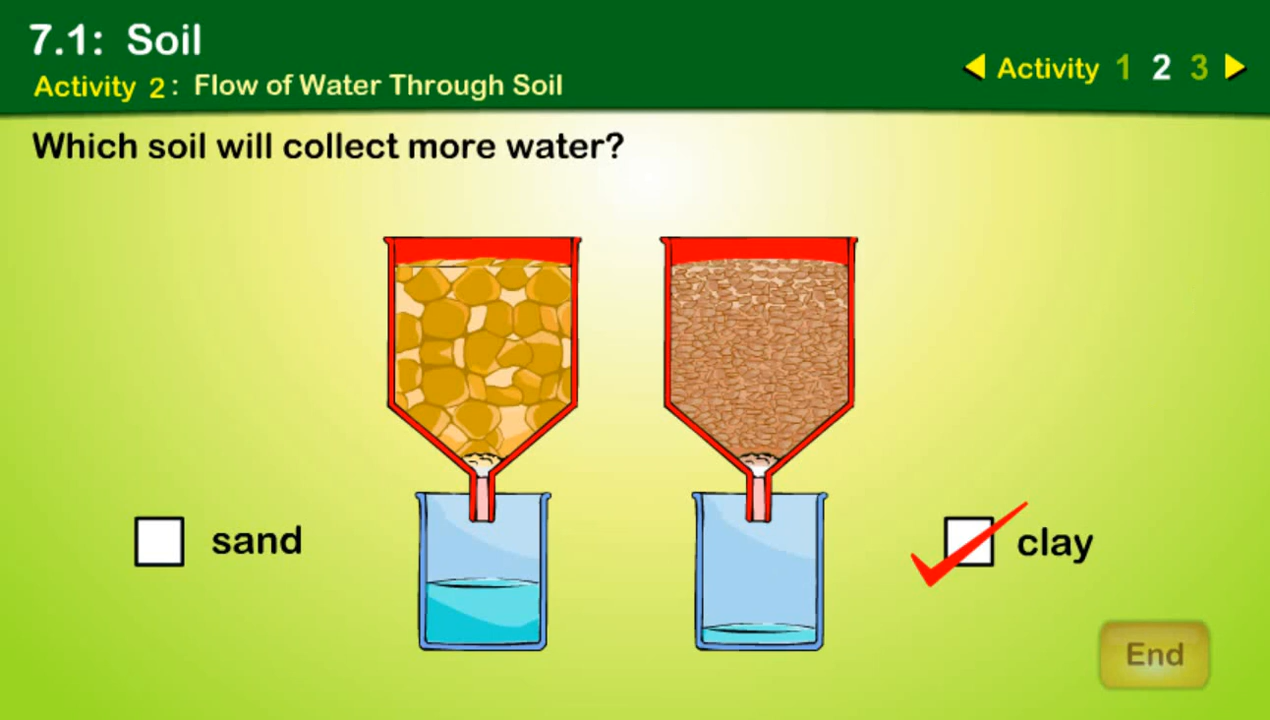 7.1: Soil
Activity 2: Flow of Water Through Soil
Activity 1 2 3
Which soil will collect more water?
sand
clay
End